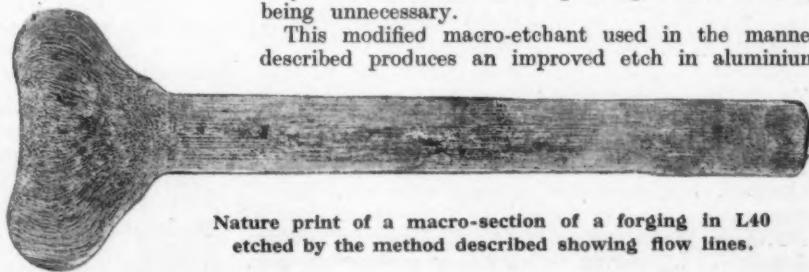 being unnecessary.
This modified macro-etchant used in the manne
described produces an improved etch in aluminiun
Nature print of a macro-section of a forging in L40
etched by the method described showing flow lines.